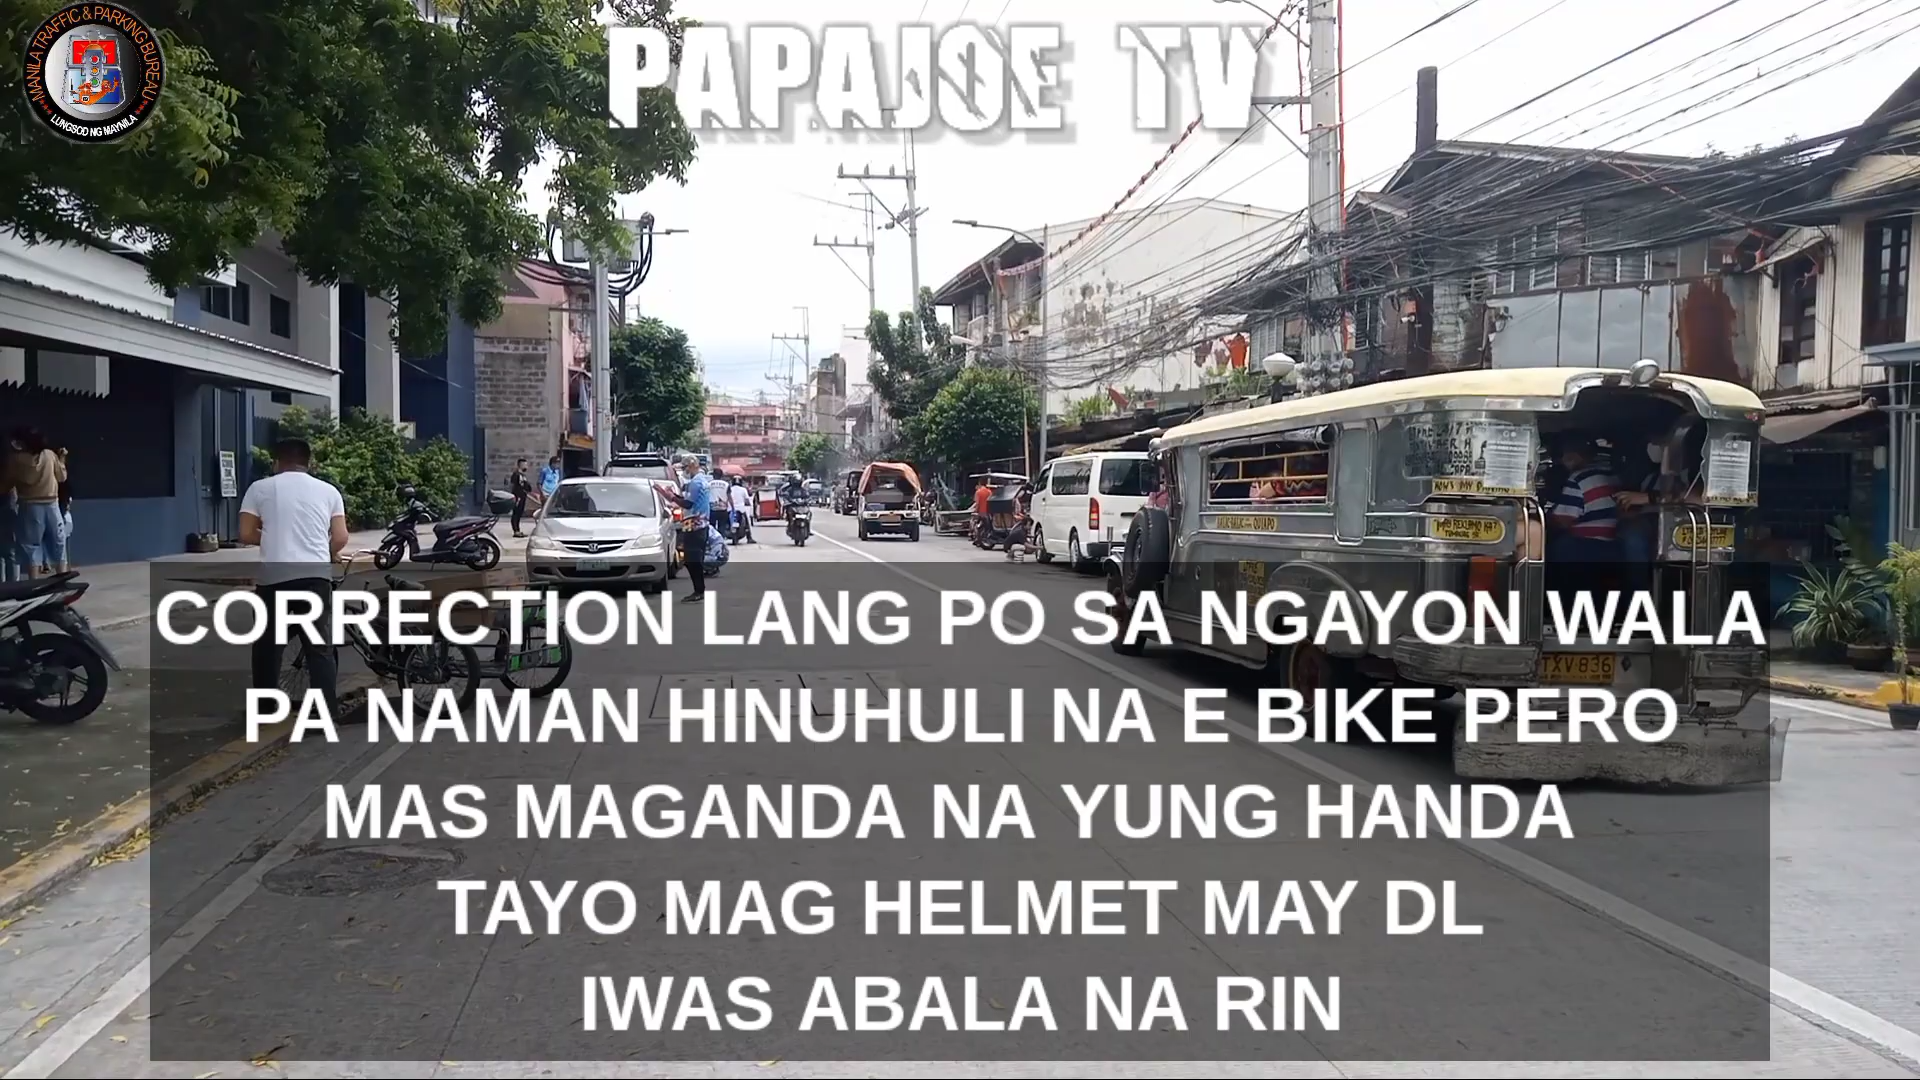 MANILA TRAFFIC & PARKING BUREAU
LUNGSOD NG MAYNILA
PAPAJOE TV
CORRECTION LANG PO SA NGAYON WALA
PA NAMAN HINUHULI NA E BIKE PERO
MAS MAGANDA NA YUNG HANDA
TAYO MAG HELMET MAY DL
IWAS ABALA NA RIN
QUIAPO
TXV 836